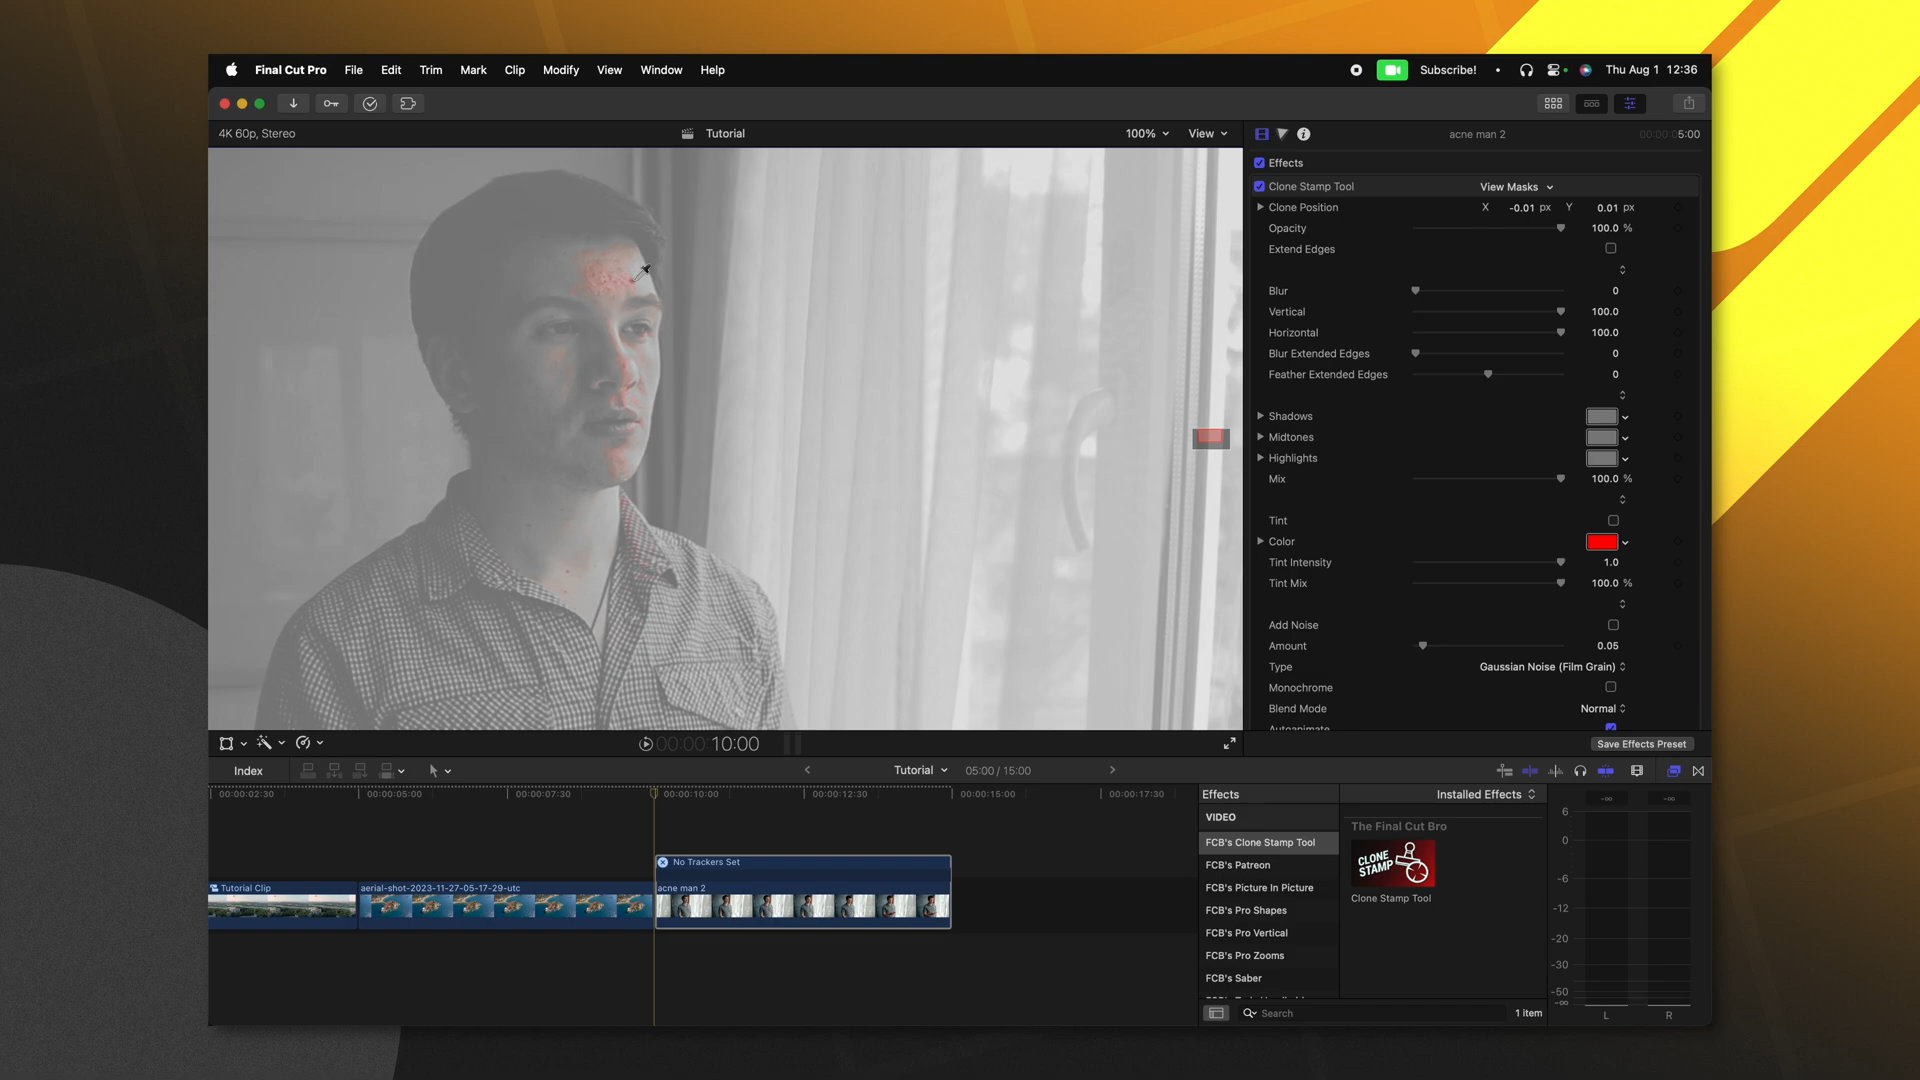 Final Cut Pro File Edit Trim Mark Clip Modify View Window Help Subscribe! Thu Aug 1 12:36
4K 60p, Stereo Tutorial 100% View acne man 2 00:00:05:00
Effects
Clone Stamp Tool View Masks
Clone Position X -0.01 px Y 0.01 px
Opacity 100.0 %
Extend Edges
Blur 0
Vertical 100.0
Horizontal 100.0
Blur Extended Edges 0
Feather Extended Edges 0
Shadows
Midtones
Highlights
Mix 100.0 %
Tint
Color
Tint Intensity 1.0
Tint Mix 100.0 %
Add Noise
Amount 0.05
Type Gaussian Noise (Film Grain)
Monochrome
Blend Mode Normal
Autoanimate
00:00:10:00 Save Effects Preset
Index Tutorial 05:00 / 15:00
00:00:02:30 00:00:05:00 00:00:07:30 00:00:10:00 00:00:12:30 00:00:15:00 00:00:17:30
No Trackers Set
Tutorial Clip aerial-shot-2023-11-27-05-17-29-utc acne man 2
Effects Installed Effects
VIDEO
FCB's Clone Stamp Tool
FCB's Patreon
FCB's Picture In Picture
FCB's Pro Shapes
FCB's Pro Vertical
FCB's Pro Zooms
FCB's Saber
The Final Cut Bro
CLONE
STAMP
Clone Stamp Tool
Search 1 item
-∞ -∞
6
0
-6
-12
-20
-30
-50
-∞
L R